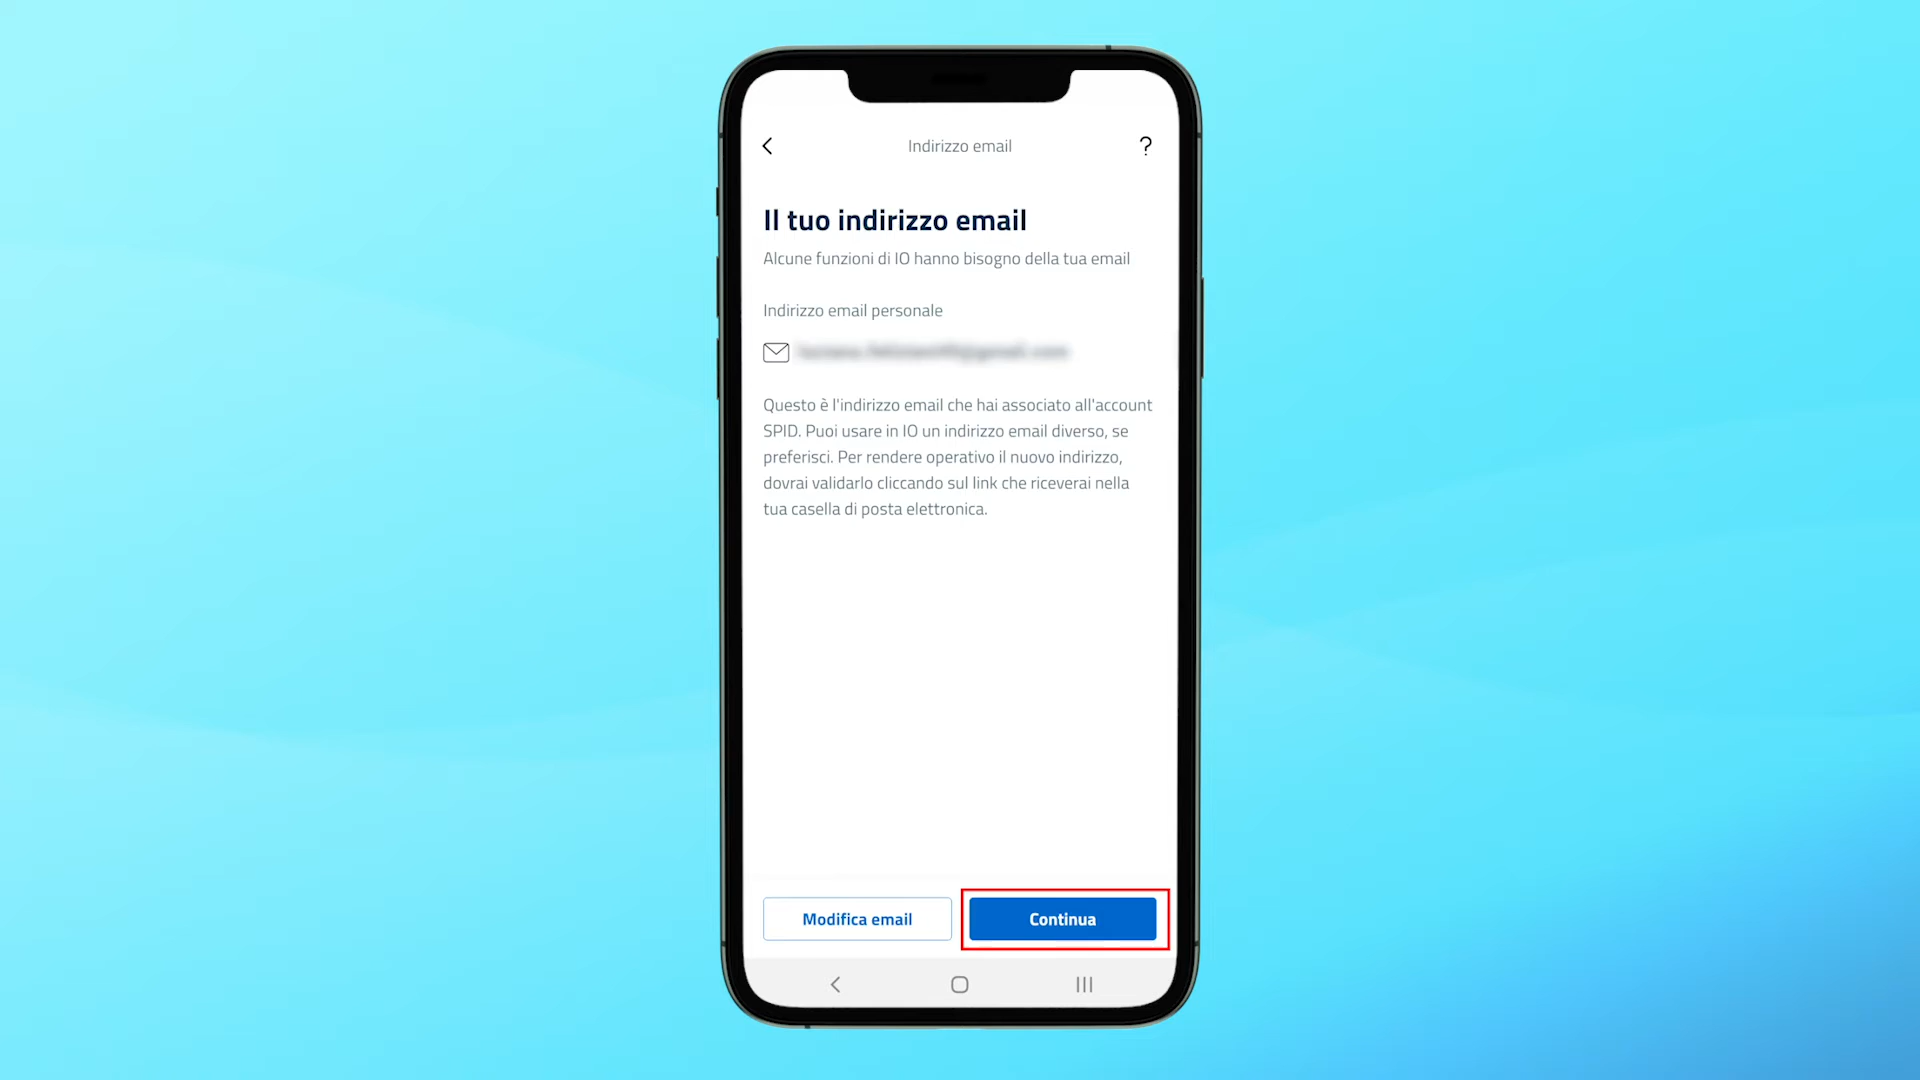 Indirizzo email
?
Il tuo indirizzo email
Alcune funzioni di IO hanno bisogno della tua email
Indirizzo email personale
Questo è l'indirizzo email che hai associato all'account
SPID. Puoi usare in IO un indirizzo email diverso, se
preferisci. Per rendere operativo il nuovo indirizzo,
dovrai validarlo cliccando sul link che riceverai nella
tua casella di posta elettronica.
Modifica email
Continua